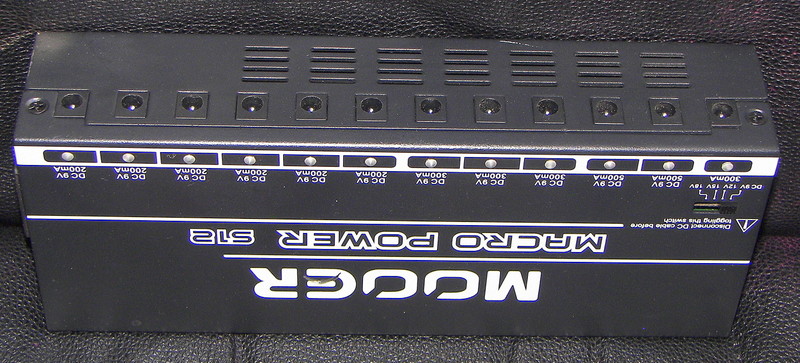 MOOER
MACRO POWER S12
Disconnect DC cable before
toggling this switch
DC 9V 12V 15V 18V
300mA
DC 9V
500mA
DC 9V
500mA
DC 9V
300mA
DC 9V
300mA
DC 9V
300mA
DC 9V
200mA
DC 9V
200mA
DC 9V
200mA
DC 9V
200mA
DC 9V
200mA
DC 9V
200mA